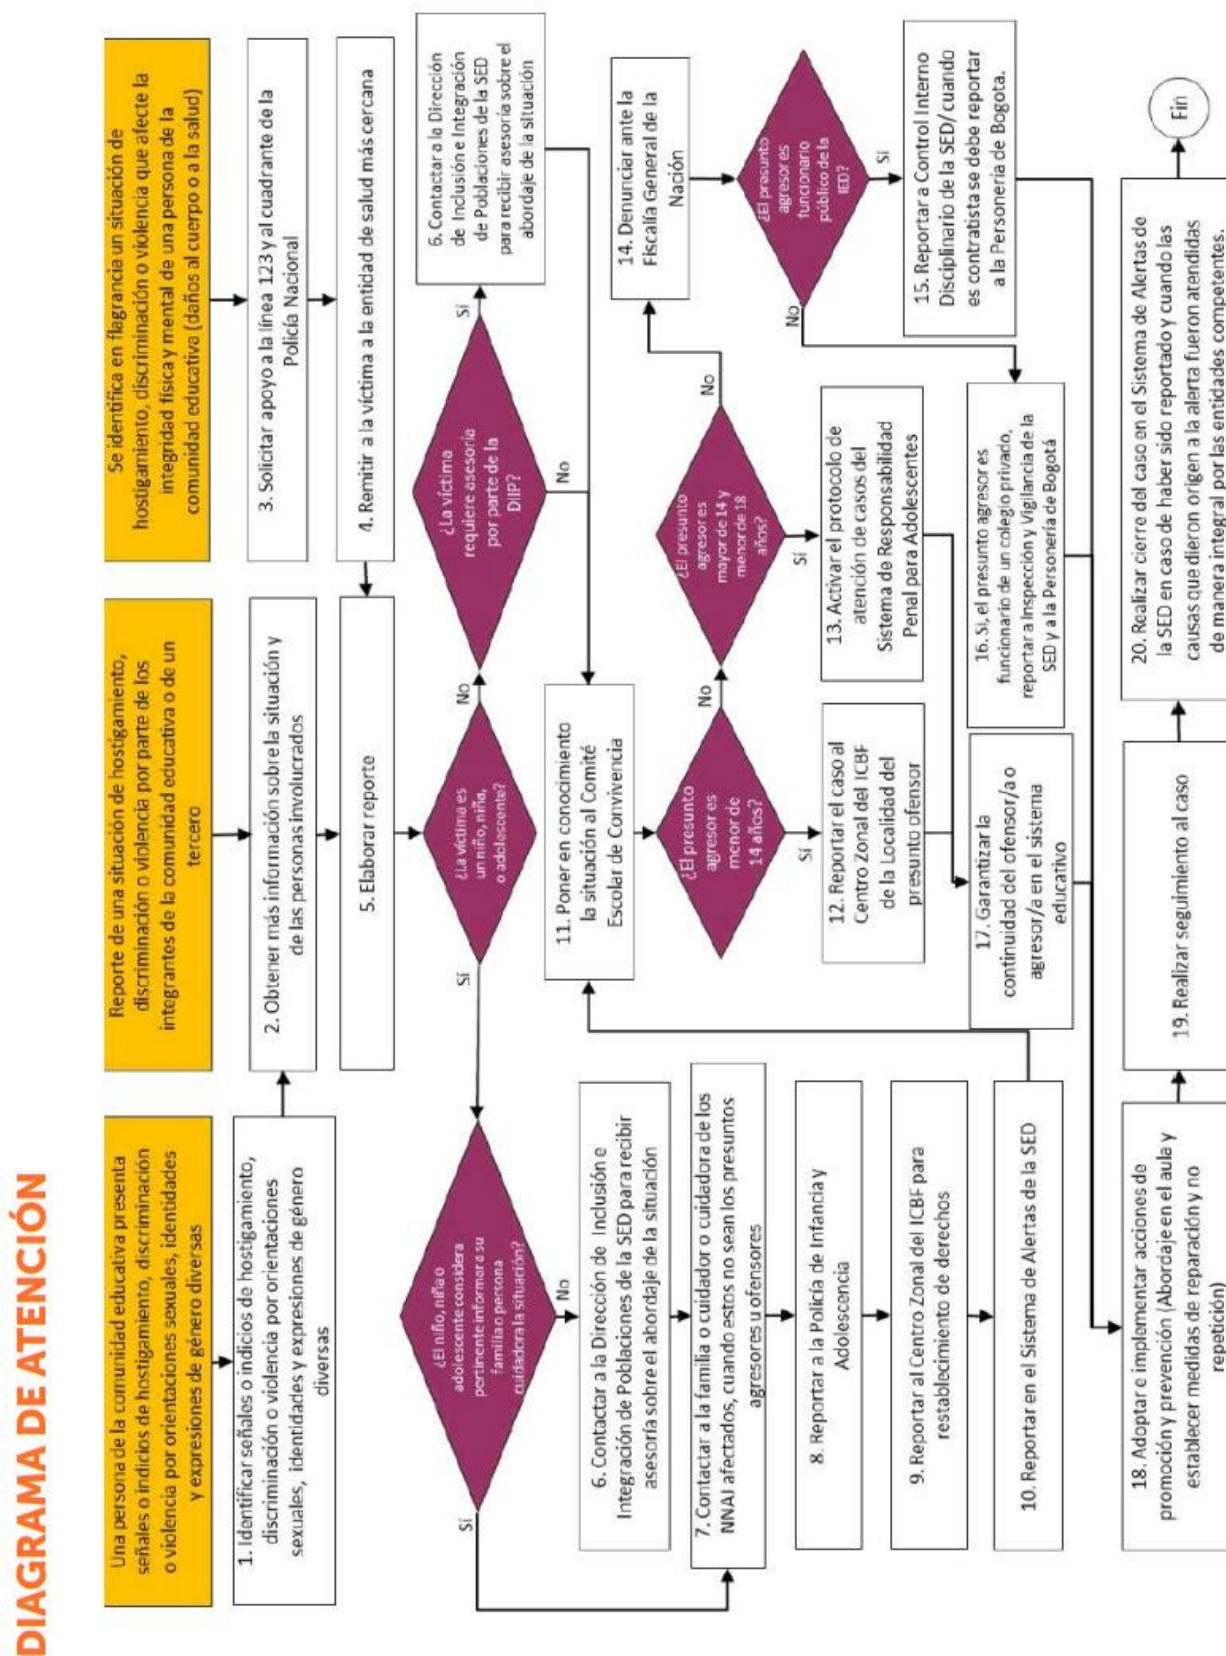 DIAGRAMA DE ATENCIÓN
Una persona de la comunidad educativa presenta
señales o indicios de hostigamiento, discriminación
o violencia por orientaciones sexuales, identidades
y expresiones de género diversas
Reporte de una situación de hostigamiento,
discriminación o violencia por parte de los
integrantes de la comunidad educativa o de un
tercero
Se identifica en flagrancia un situación de
hostigamiento, discriminación o violencia que afecte la
integridad física y mental de una persona de la
comunidad educativa (daños al cuerpo o a la salud)
1. Identificar señales o indicios de hostigamiento,
discriminación o violencia por orientaciones
sexuales, identidades y expresiones de género
diversas
2. Obtener más información sobre la situación y
de las personas involucrados
3. Solicitar apoyo a la línea 123 y al cuadrante de la
Policía Nacional
4. Remitir a la víctima a la entidad de salud más cercana
5. Elaborar reporte
¿El niño, niña o
adolescente considera
pertinente informar a su
familia o persona
cuidadora la situación?
Sí
No
¿La víctima es
un niño, niña,
o adolescente?
Sí
No
¿La víctima
requiere asesoría
por parte de la
DIIP?
Sí
No
6. Contactar a la Dirección
de Inclusión e Integración
de Poblaciones de la SED
para recibir asesoría sobre el
abordaje de la situación
6. Contactar a la Dirección de Inclusión e
Integración de Poblaciones de la SED para recibir
asesoría sobre el abordaje de la situación
7. Contactar a la familia o cuidador o cuidadora de los
NNAJ afectados, cuando estos no sean los presuntos
agresores u ofensores
8. Reportar a la Policía de Infancia y
Adolescencia
9. Reportar al Centro Zonal del ICBF para
restablecimiento de derechos
10. Reportar en el Sistema de Alertas de la SED
11. Poner en conocimiento
la situación al Comité
Escolar de Convivencia
¿El presunto
agresor es
menor de
14 años?
Sí
No
¿El presunto
agresor es
mayor de 14 y
menor de 18
años?
Sí
No
12. Reportar el caso al
Centro Zonal del ICBF
de la Localidad del
presunto ofensor
13. Activar el protocolo de
atención de casos del
Sistema de Responsabilidad
Penal para Adolescentes
14. Denunciar ante la
Fiscalía General de la
Nación
¿El presunto
agresor es
funcionario
público de la
IED?
Sí
No
15. Reportar a Control Interno
Disciplinario de la SED/ cuando
es contratista se debe reportar
a la Personería de Bogota.
16. Si, el presunto agresor es
funcionario de un colegio privado,
reportar a Inspección y Vigilancia de la
SED y a la Personería de Bogotá
17. Garantizar la
continuidad del ofensor/a o
agresor/a en el sistema
educativo
18. Adoptar e implementar acciones de
promoción y prevención (Abordaje en el aula y
establecer medidas de reparación y no
repetición)
19. Realizar seguimiento al caso
20. Realizar cierre del caso en el Sistema de Alertas de
la SED en caso de haber sido reportado y cuando las
causas que dieron origen a la alerta fueron atendidas
de manera integral por las entidades competentes.
Fin